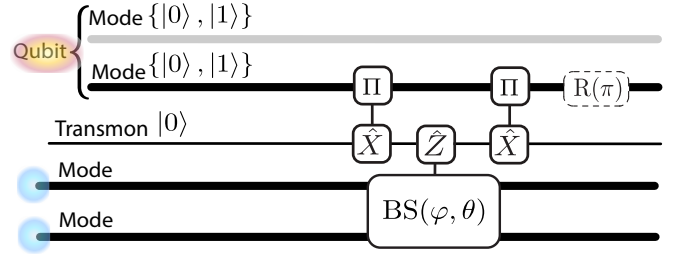 Mode {|0⟩, |1⟩}
Qubit
Mode {|0⟩, |1⟩}
Π Π R(π)
Transmon |0⟩
X̂ Ẑ X̂
Mode
BS(φ, θ)
Mode